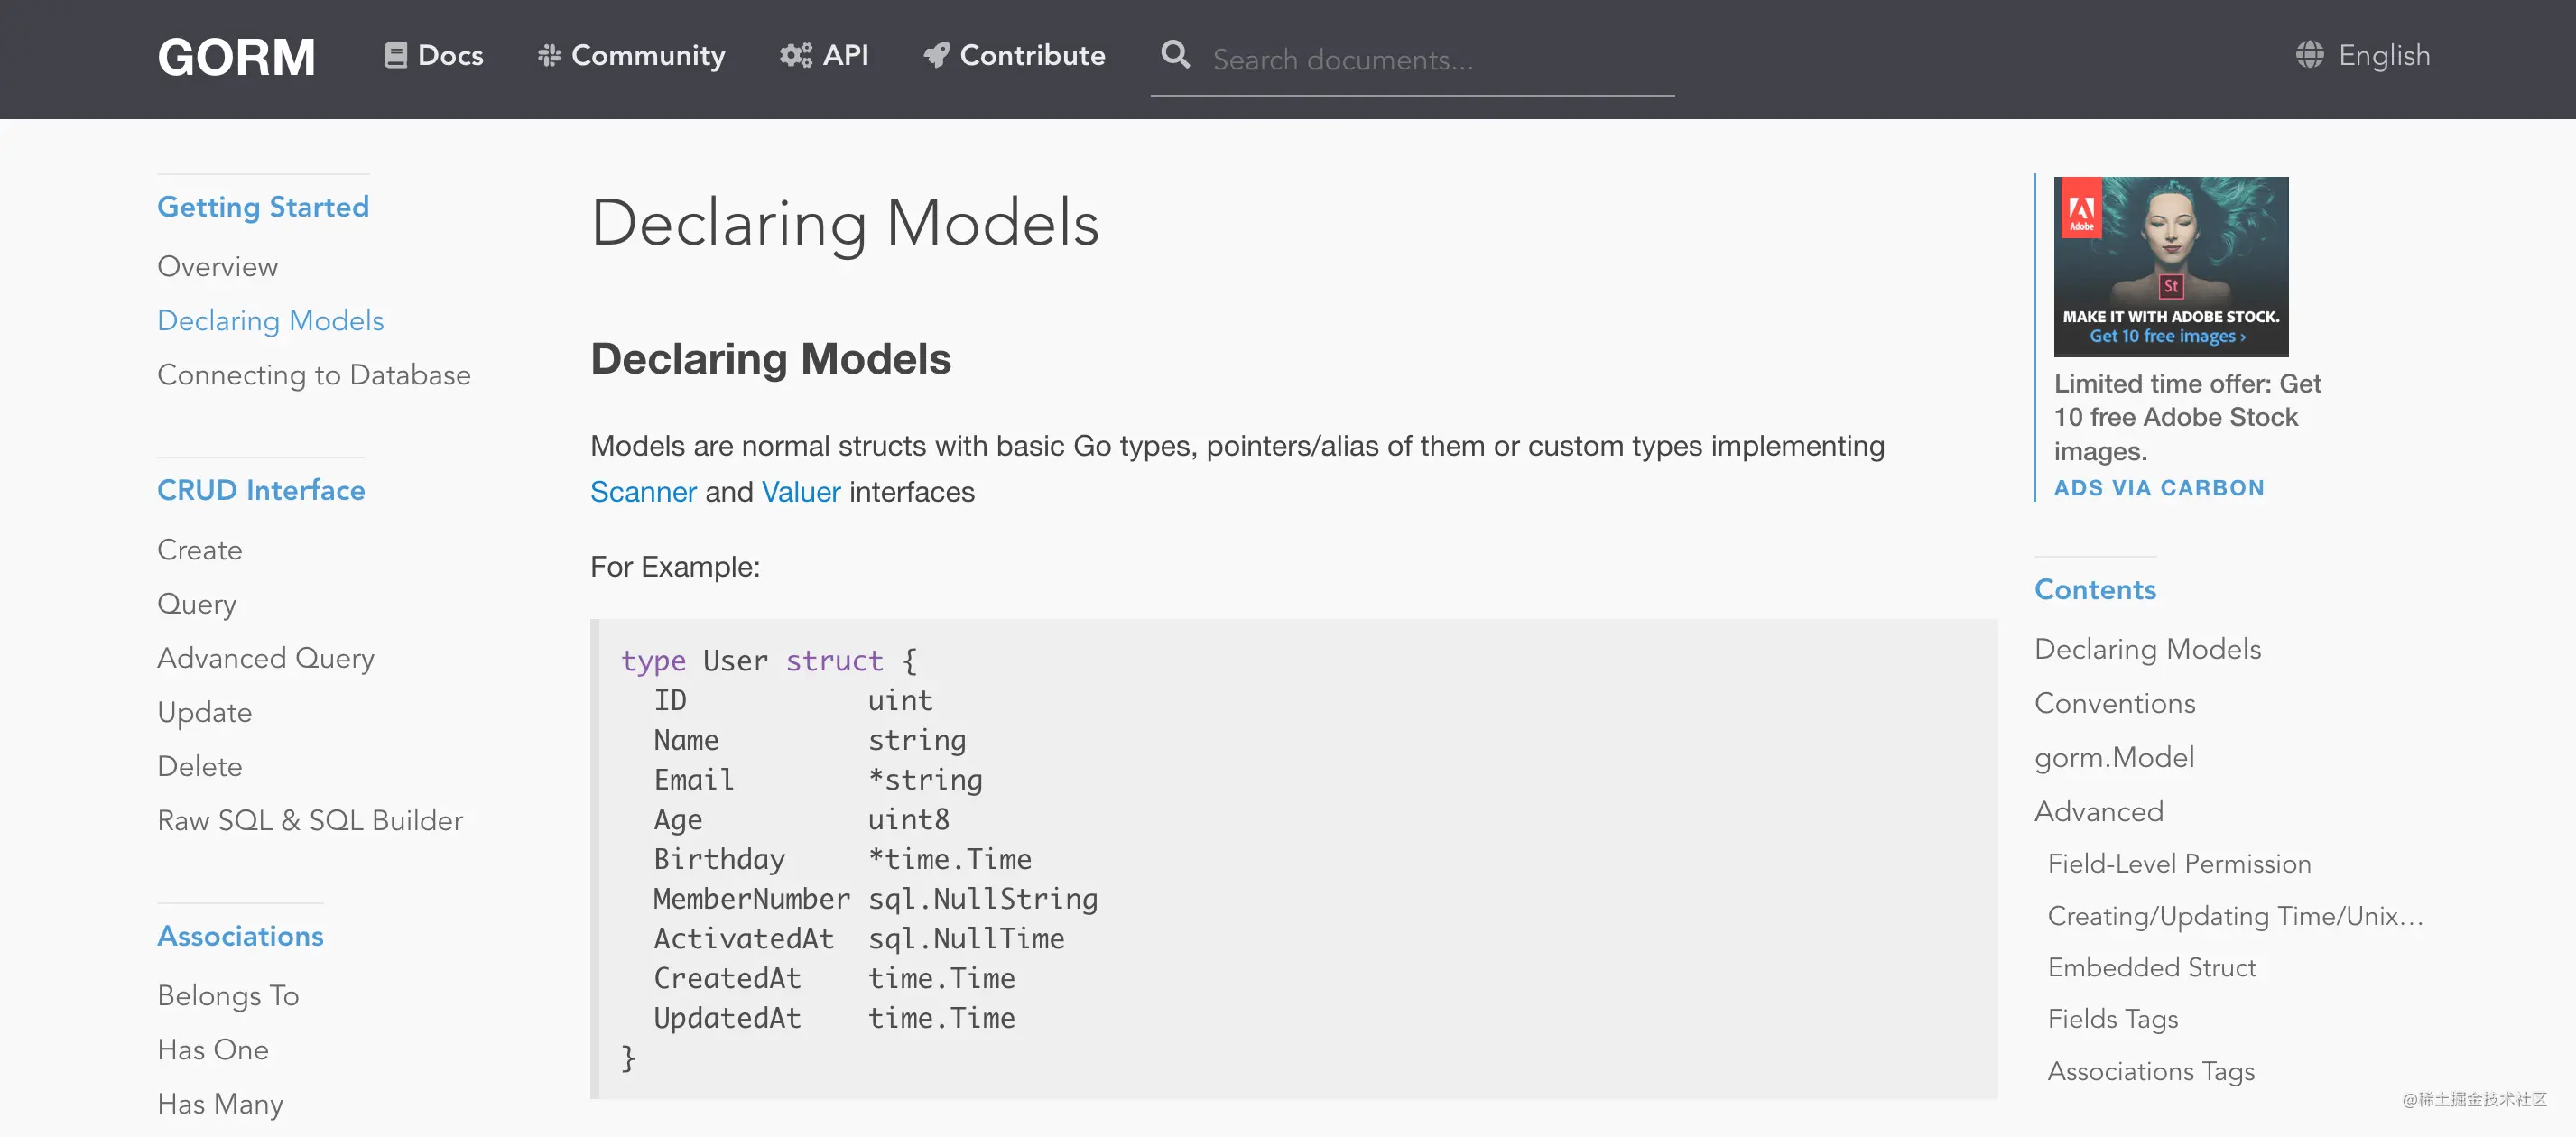 GORM
Docs
Community
API
Contribute
Search documents...
English
Getting Started
Overview
Declaring Models
Connecting to Database
CRUD Interface
Create
Query
Advanced Query
Update
Delete
Raw SQL & SQL Builder
Associations
Belongs To
Has One
Has Many
Declaring Models
Declaring Models
Models are normal structs with basic Go types, pointers/alias of them or custom types implementing
Scanner and Valuer interfaces
For Example:
type User struct {
  ID           uint
  Name         string
  Email        *string
  Age          uint8
  Birthday     *time.Time
  MemberNumber sql.NullString
  ActivatedAt  sql.NullTime
  CreatedAt    time.Time
  UpdatedAt    time.Time
}
Adobe
St
MAKE IT WITH ADOBE STOCK.
Get 10 free images ›
Limited time offer: Get
10 free Adobe Stock
images.
ADS VIA CARBON
Contents
Declaring Models
Conventions
gorm.Model
Advanced
Field-Level Permission
Creating/Updating Time/Unix...
Embedded Struct
Fields Tags
Associations Tags
@稀土掘金技术社区